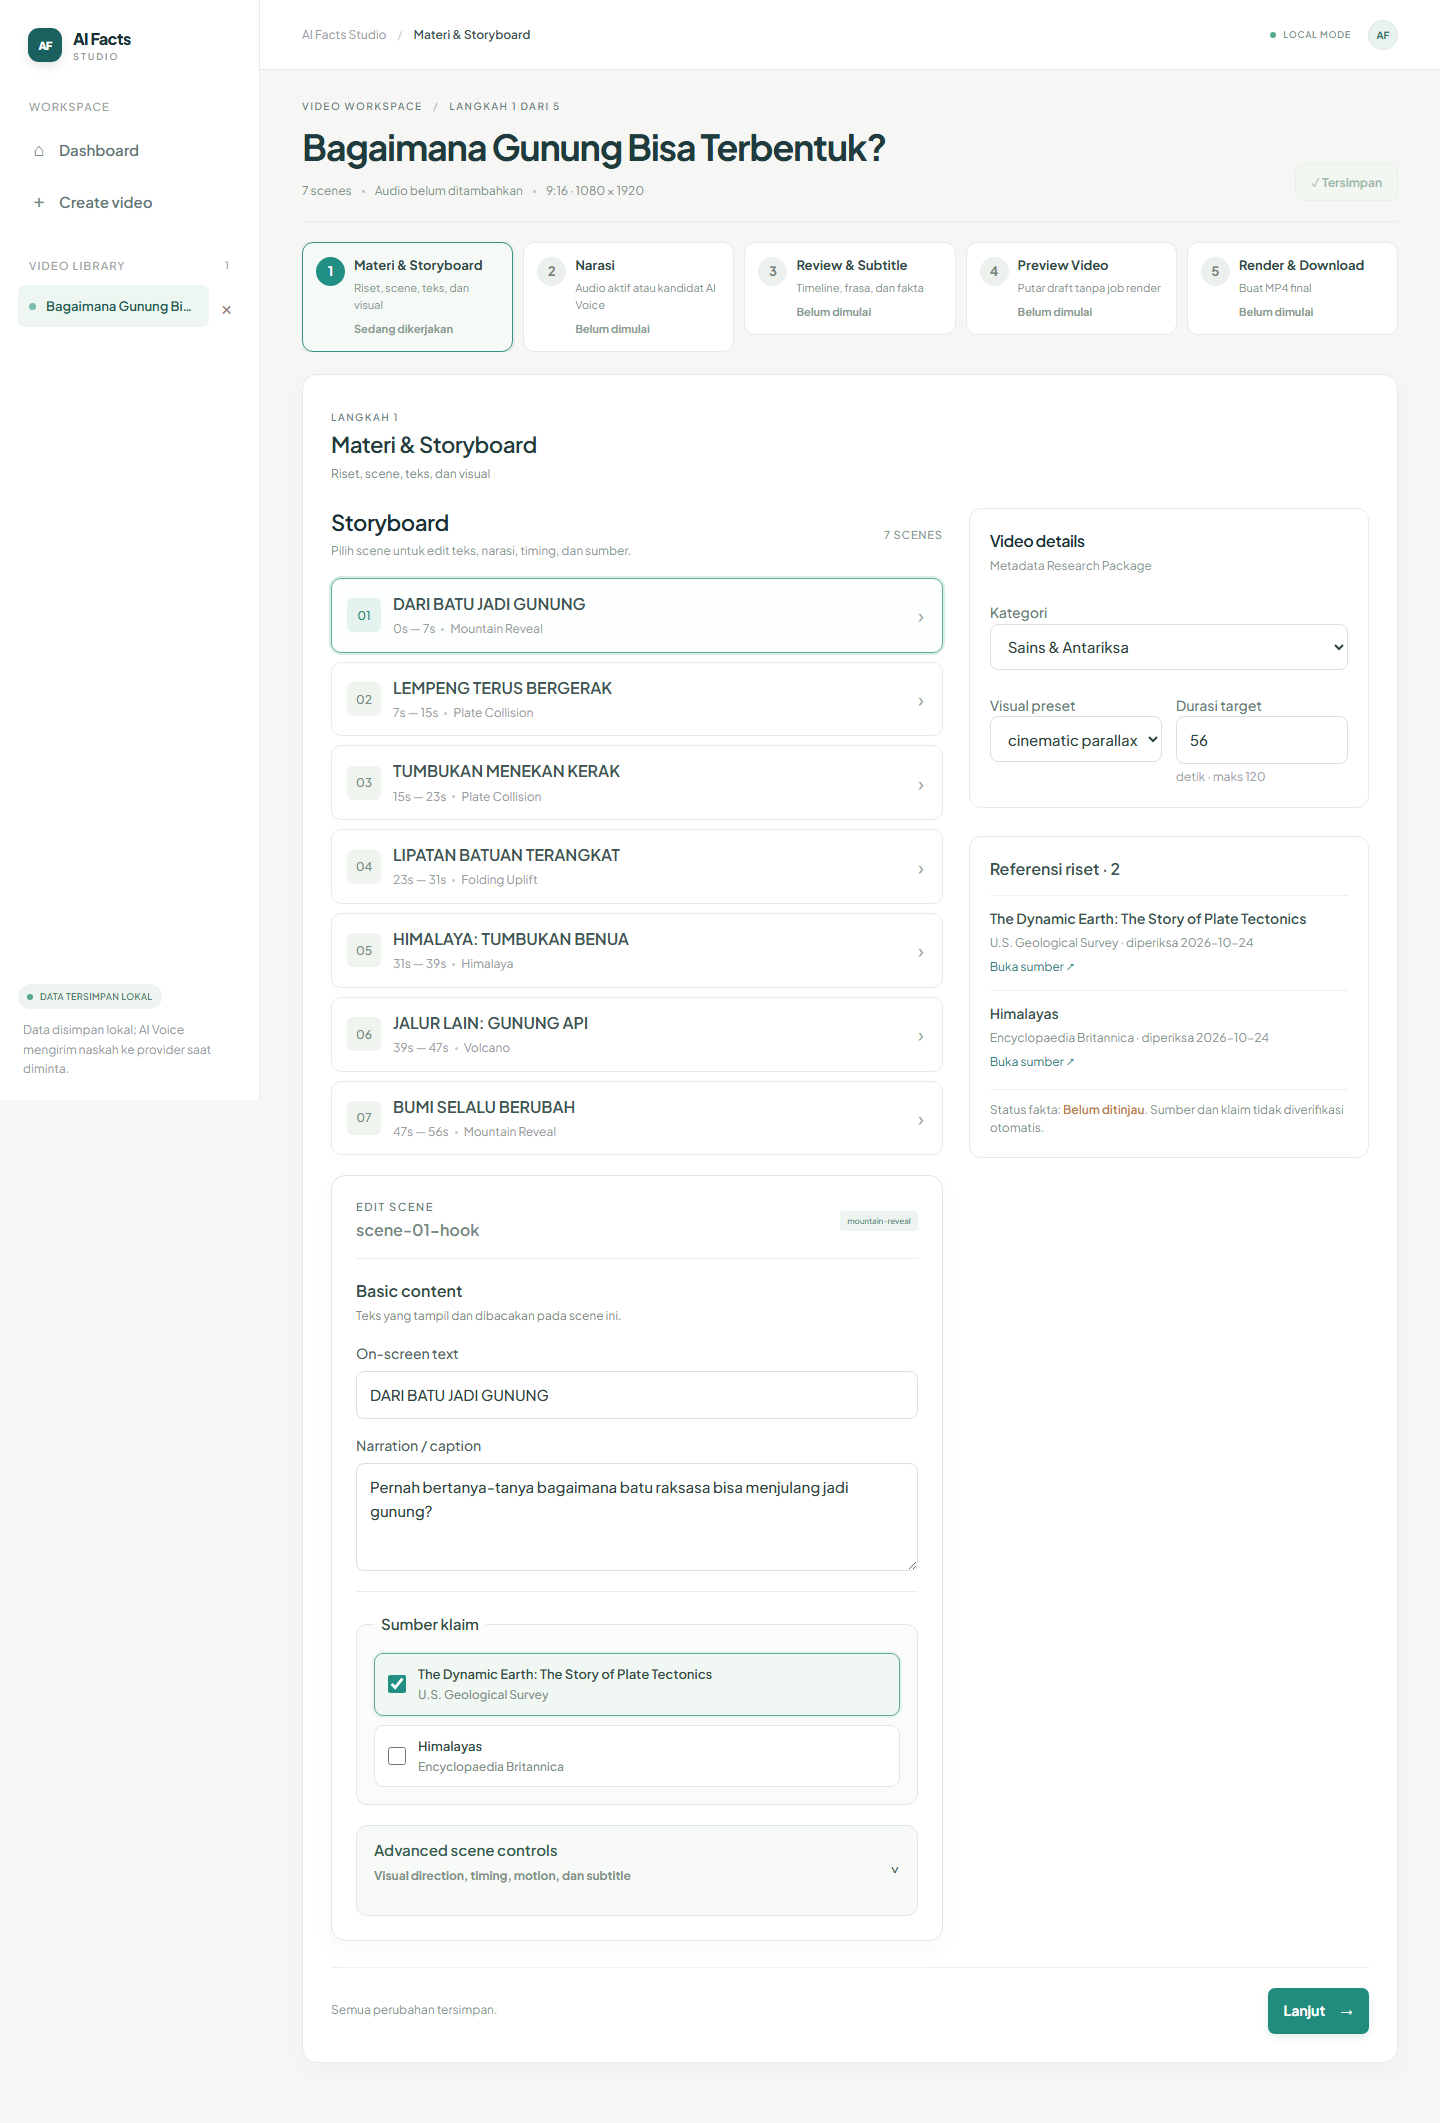 AF
AI Facts
STUDIO
WORKSPACE
Dashboard
+ Create video
VIDEO LIBRARY 1
Bagaimana Gunung Bi... ×
DATA TERSIMPAN LOKAL
Data disimpan lokal; AI Voice
mengirim naskah ke provider saat
diminta.
AI Facts Studio / Materi & Storyboard
LOCAL MODE AF
VIDEO WORKSPACE / LANGKAH 1 DARI 5
Bagaimana Gunung Bisa Terbentuk?
7 scenes • Audio belum ditambahkan • 9:16 · 1080 × 1920
✓ Tersimpan
1 Materi & Storyboard
Riset, scene, teks, dan
visual
Sedang dikerjakan
2 Narasi
Audio aktif atau kandidat AI
Voice
Belum dimulai
3 Review & Subtitle
Timeline, frasa, dan fakta
Belum dimulai
4 Preview Video
Putar draft tanpa job render
Belum dimulai
5 Render & Download
Buat MP4 final
Belum dimulai
LANGKAH 1
Materi & Storyboard
Riset, scene, teks, dan visual
Storyboard
Pilih scene untuk edit teks, narasi, timing, dan sumber.
7 SCENES
01 DARI BATU JADI GUNUNG
0s — 7s • Mountain Reveal
02 LEMPENG TERUS BERGERAK
7s — 15s • Plate Collision
03 TUMBUKAN MENEKAN KERAK
15s — 23s • Plate Collision
04 LIPATAN BATUAN TERANGKAT
23s — 31s • Folding Uplift
05 HIMALAYA: TUMBUKAN BENUA
31s — 39s • Himalaya
06 JALUR LAIN: GUNUNG API
39s — 47s • Volcano
07 BUMI SELALU BERUBAH
47s — 56s • Mountain Reveal
EDIT SCENE
scene-01-hook
mountain-reveal
Basic content
Teks yang tampil dan dibacakan pada scene ini.
On-screen text
DARI BATU JADI GUNUNG
Narration / caption
Pernah bertanya-tanya bagaimana batu raksasa bisa menjulang jadi
gunung?
Sumber klaim
The Dynamic Earth: The Story of Plate Tectonics
U.S. Geological Survey
Himalayas
Encyclopaedia Britannica
Advanced scene controls
Visual direction, timing, motion, dan subtitle
Video details
Metadata Research Package
Kategori
Sains & Antariksa
Visual preset
cinematic parallax
Durasi target
56
detik · maks 120
Referensi riset · 2
The Dynamic Earth: The Story of Plate Tectonics
U.S. Geological Survey · diperiksa 2026-10-24
Buka sumber ↗
Himalayas
Encyclopaedia Britannica · diperiksa 2026-10-24
Buka sumber ↗
Status fakta: Belum ditinjau. Sumber dan klaim tidak diverifikasi
otomatis.
Semua perubahan tersimpan.
Lanjut →